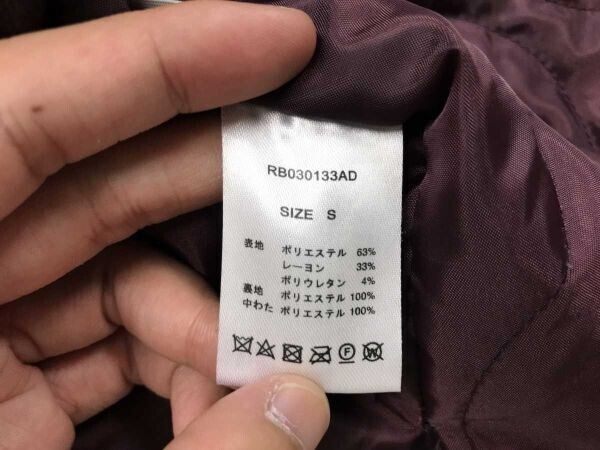 RB030133AD
SIZE S
表地 ポリエステル 63%
レーヨン 33%
ポリウレタン 4%
裏地 ポリエステル 100%
中わた ポリエステル 100%
F W